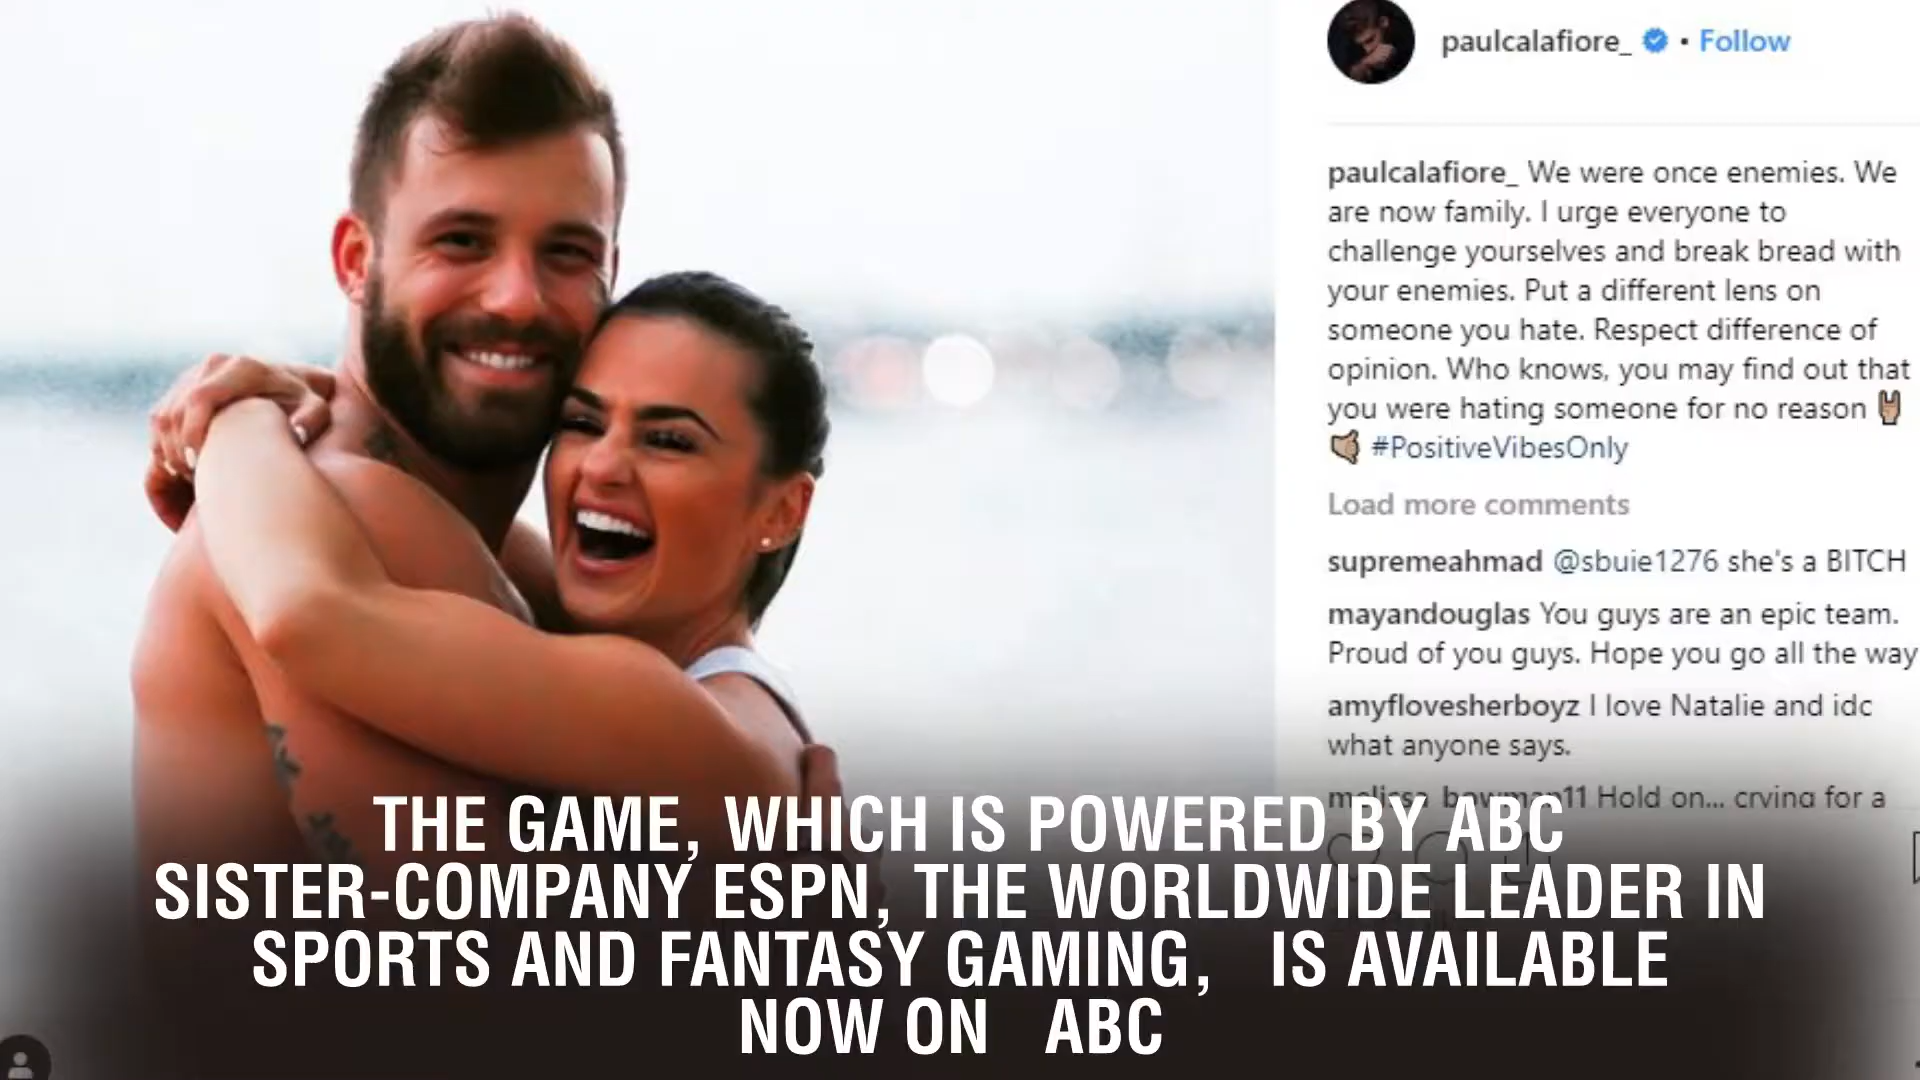 paulcalafiore_ • Follow
paulcalafiore_ We were once enemies. We
are now family. I urge everyone to
challenge yourselves and break bread with
your enemies. Put a different lens on
someone you hate. Respect difference of
opinion. Who knows, you may find out that
you were hating someone for no reason 🤘🏼
🤙🏼 #PositiveVibesOnly
Load more comments
supremeahmad @sbuie1276 she's a BITCH
mayandouglas You guys are an epic team.
Proud of you guys. Hope you go all the way
amyflovesherboyz I love Natalie and idc
what anyone says.
melissa_bowman11 Hold on... crying for a
THE GAME, WHICH IS POWERED BY ABC
SISTER-COMPANY ESPN, THE WORLDWIDE LEADER IN
SPORTS AND FANTASY GAMING, IS AVAILABLE
NOW ON ABC